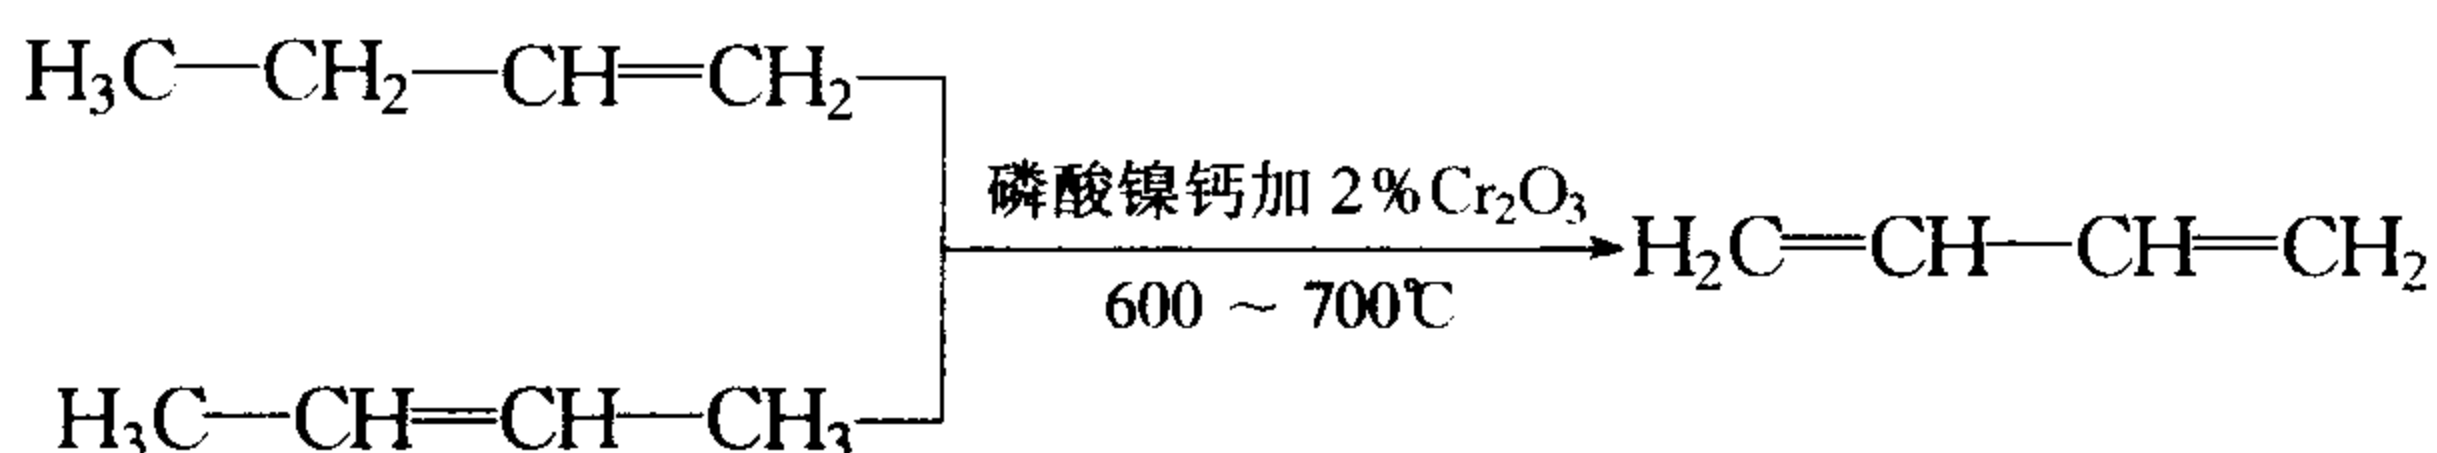 H₃C—CH₂—CH=CH₂
磷酸镍钙加 2%Cr₂O₃
600 ~ 700℃
H₂C=CH—CH=CH₂
H₃C—CH=CH—CH₃